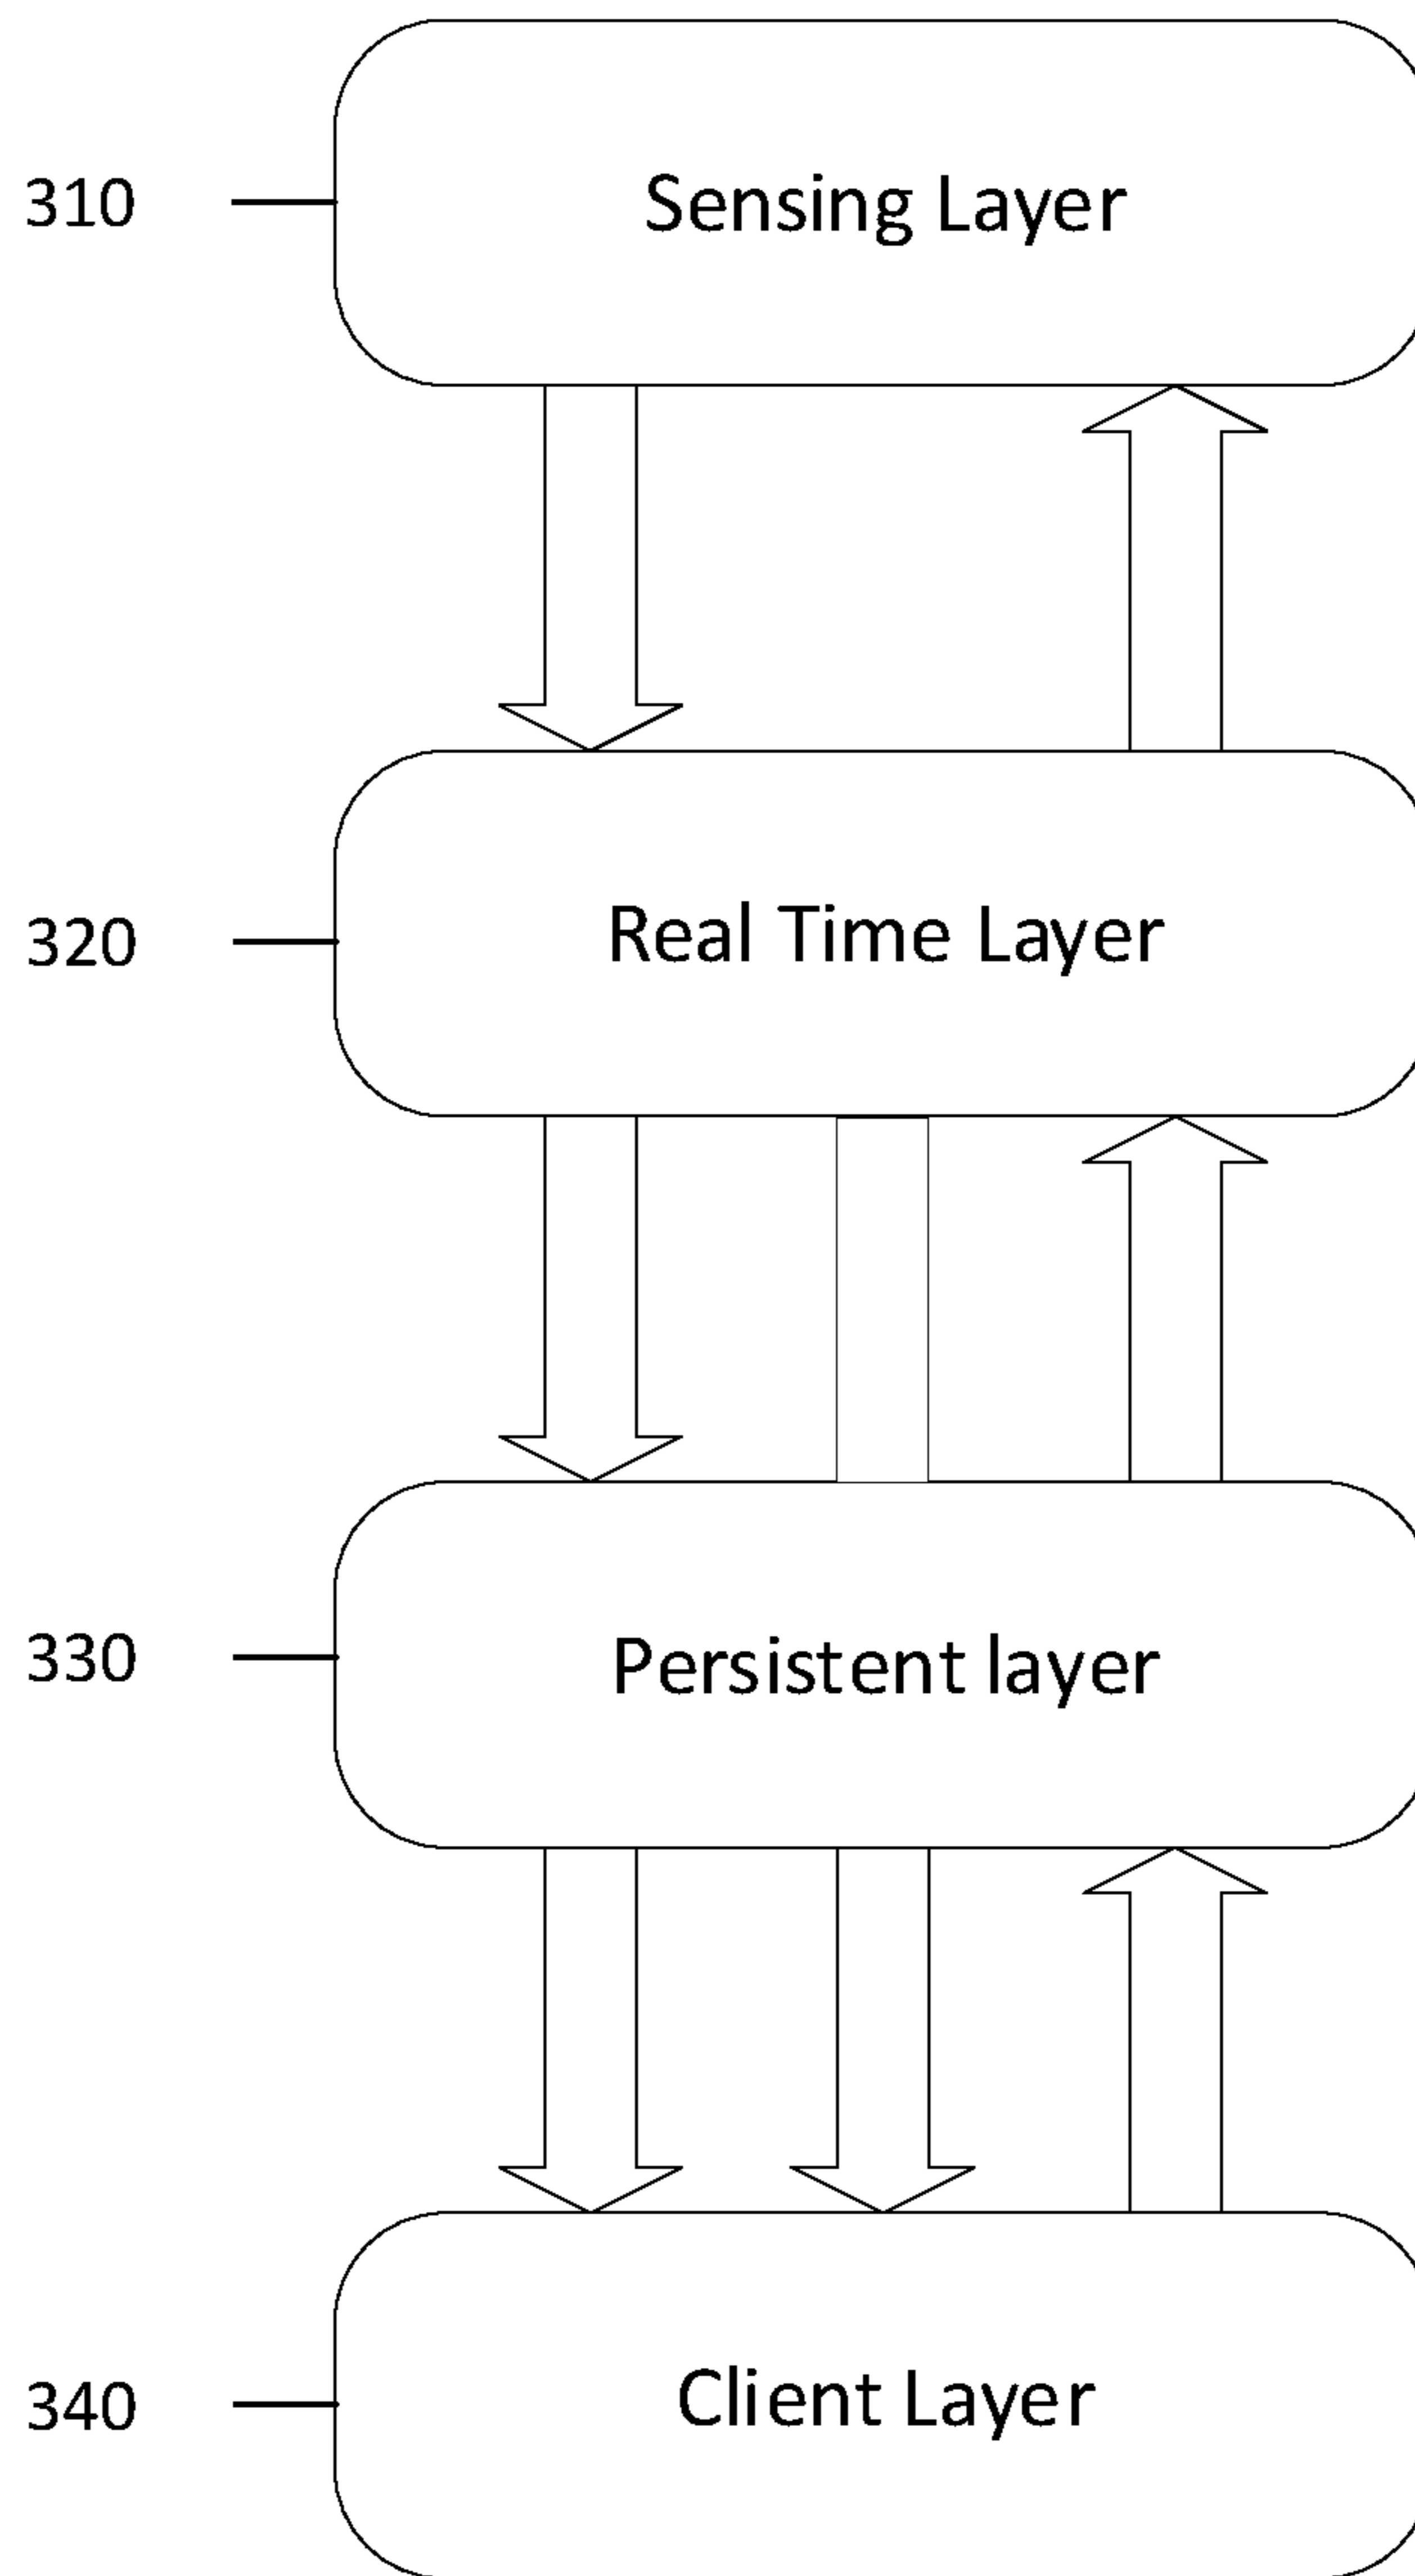 310
Sensing Layer
320
Real Time Layer
330
Persistent layer
340
Client Layer